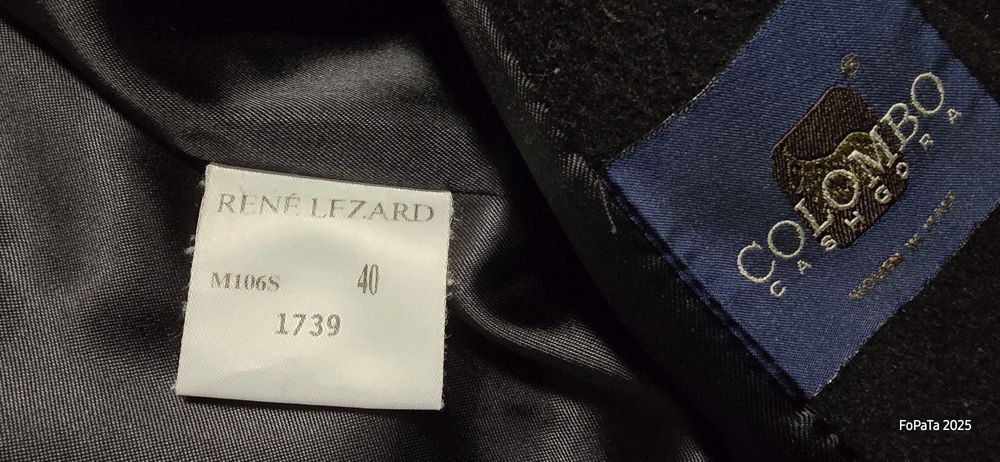 RENÉ LEZARD
M106S 40
1739
COLOMBO
CASHGORA
WOVEN IN ITALY
FoPaTa 2025